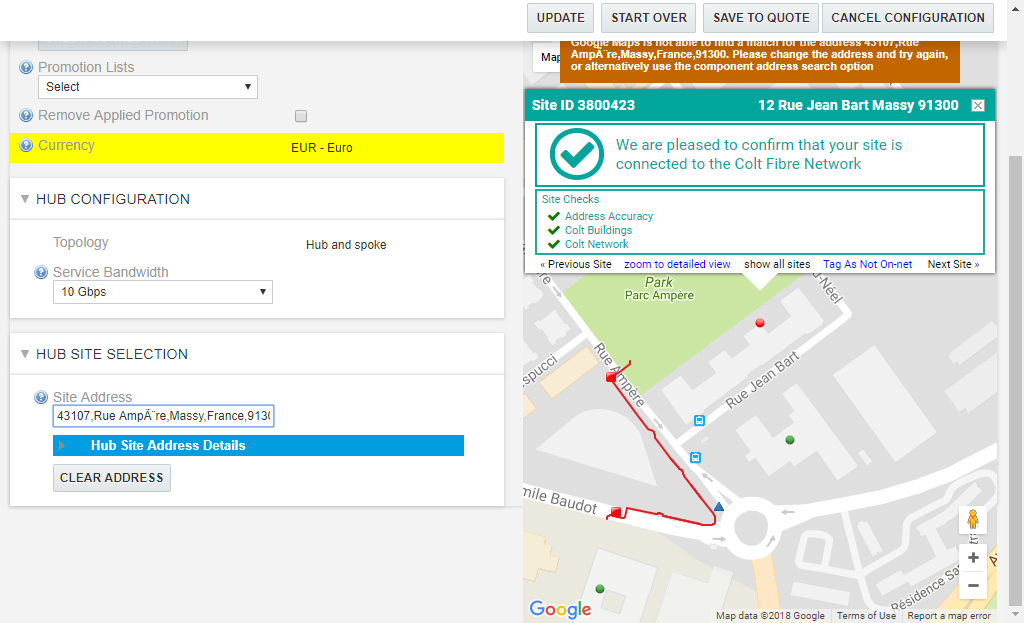 UPDATE
START OVER
SAVE TO QUOTE
CANCEL CONFIGURATION
Promotion Lists
Select
Remove Applied Promotion
Currency
EUR - Euro
HUB CONFIGURATION
Topology
Hub and spoke
Service Bandwidth
10 Gbps
HUB SITE SELECTION
Site Address
43107,Rue AmpÃ¨re,Massy,France,9130
Hub Site Address Details
CLEAR ADDRESS
Map
Google Maps is not able to find a match for the address 43107,Rue
AmpÃ¨re,Massy,France,91300. Please change the address and try again,
or alternatively use the component address search option
Site ID 3800423
12 Rue Jean Bart Massy 91300
We are pleased to confirm that your site is
connected to the Colt Fibre Network
Site Checks
Address Accuracy
Colt Buildings
Colt Network
« Previous Site
zoom to detailed view
show all sites
Tag As Not On-net
Next Site »
Park
Parc Ampère
d-Néel
Rue Ampère
spucci
Rue Jean Bart
mile Baudot
Résidence Sa
Google
Map data ©2018 Google
Terms of Use
Report a map error